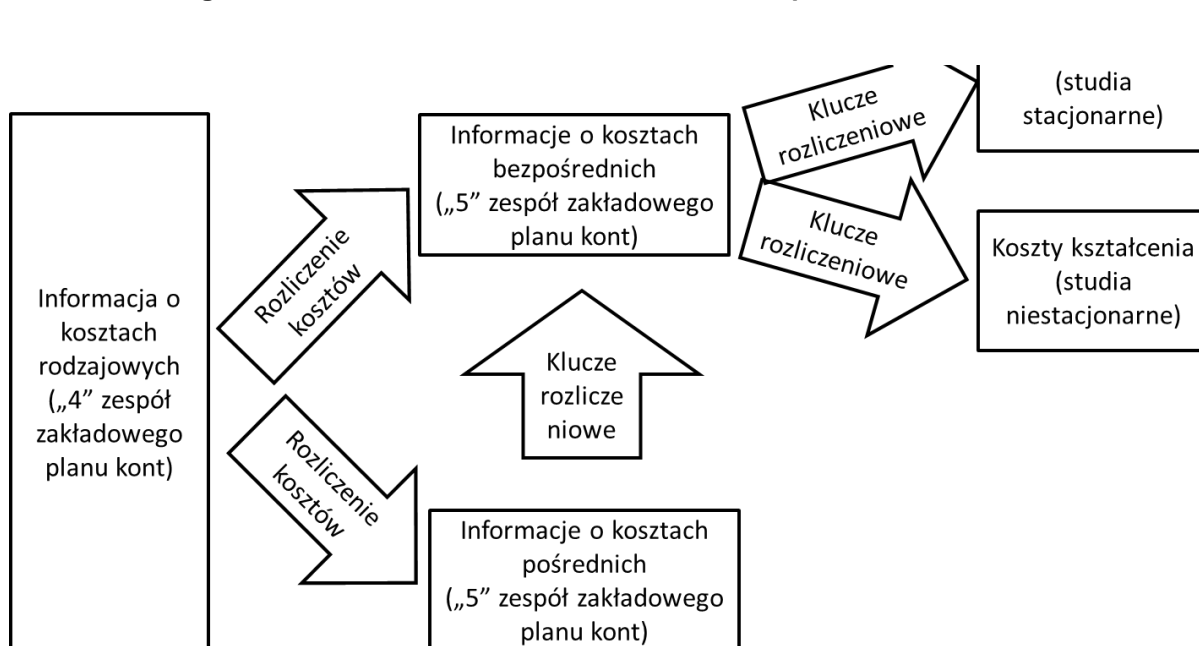 Informacja o
kosztach
rodzajowych
(„4” zespół
zakładowego
planu kont)
Rozliczenie
kosztów
Rozliczenie
kosztów
Informacje o kosztach
bezpośrednich
(„5” zespół zakładowego
planu kont)
Klucze
rozlicze
niowe
Informacje o kosztach
pośrednich
(„5” zespół zakładowego
planu kont)
Klucze
rozliczeniowe
Klucze
rozliczeniowe
(studia
stacjonarne)
Koszty kształcenia
(studia
niestacjonarne)